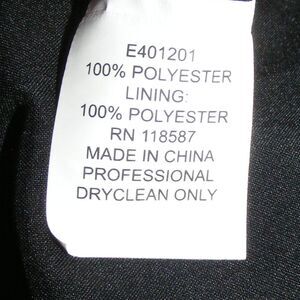 E401201
100% POLYESTER
LINING:
100% POLYESTER
RN 118587
MADE IN CHINA
PROFESSIONAL
DRYCLEAN ONLY